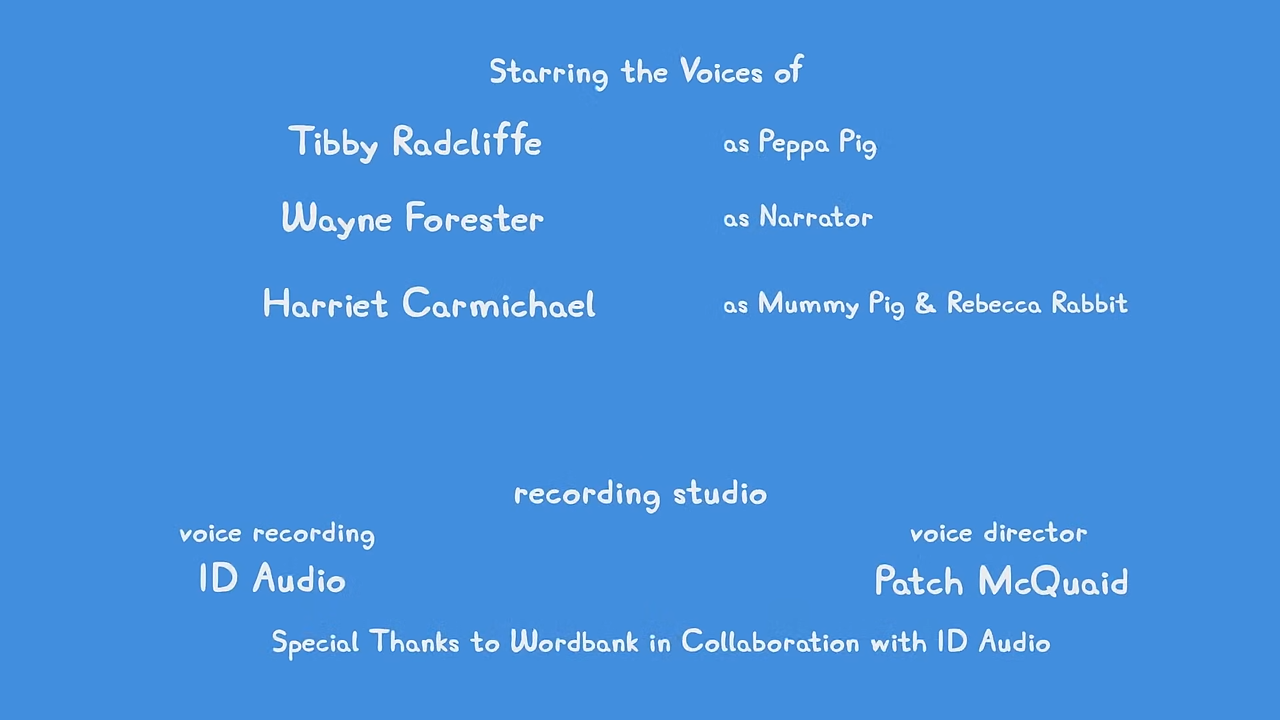 Starring the Voices of
Tibby Radcliffe as Peppa Pig
Wayne Forester as Narrator
Harriet Carmichael as Mummy Pig & Rebecca Rabbit
recording studio
voice recording voice director
ID Audio Patch McQuaid
Special Thanks to Wordbank in Collaboration with ID Audio